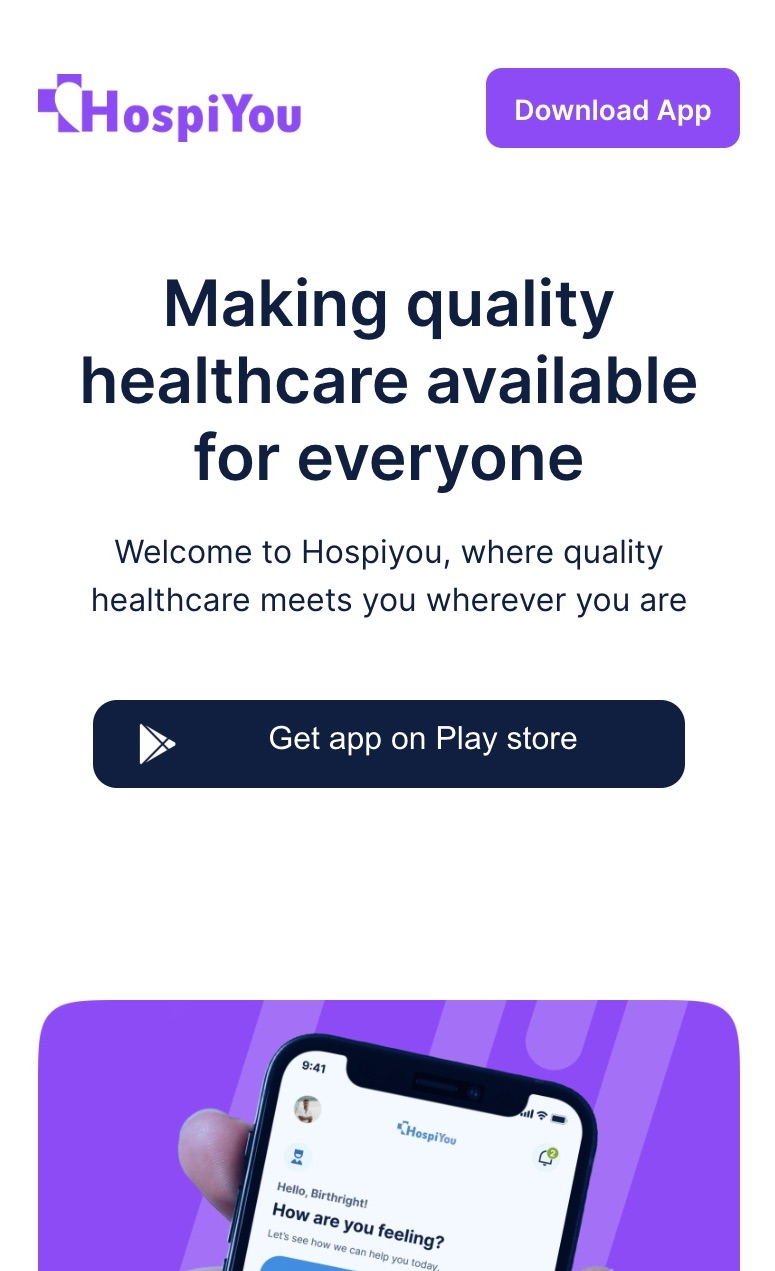 HospiYou
Download App
Making quality
healthcare available
for everyone
Welcome to Hospiyou, where quality
healthcare meets you wherever you are
Get app on Play store
9:41
HospiYou
2
Hello, Birthright!
How are you feeling?
Let's see how we can help you today.